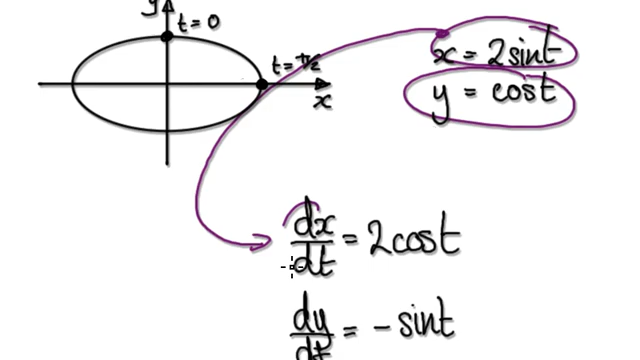 y
t = 0
t = π/2
x
x = 2sint
y = cost
dx/dt = 2cost
dy/dt = -sint